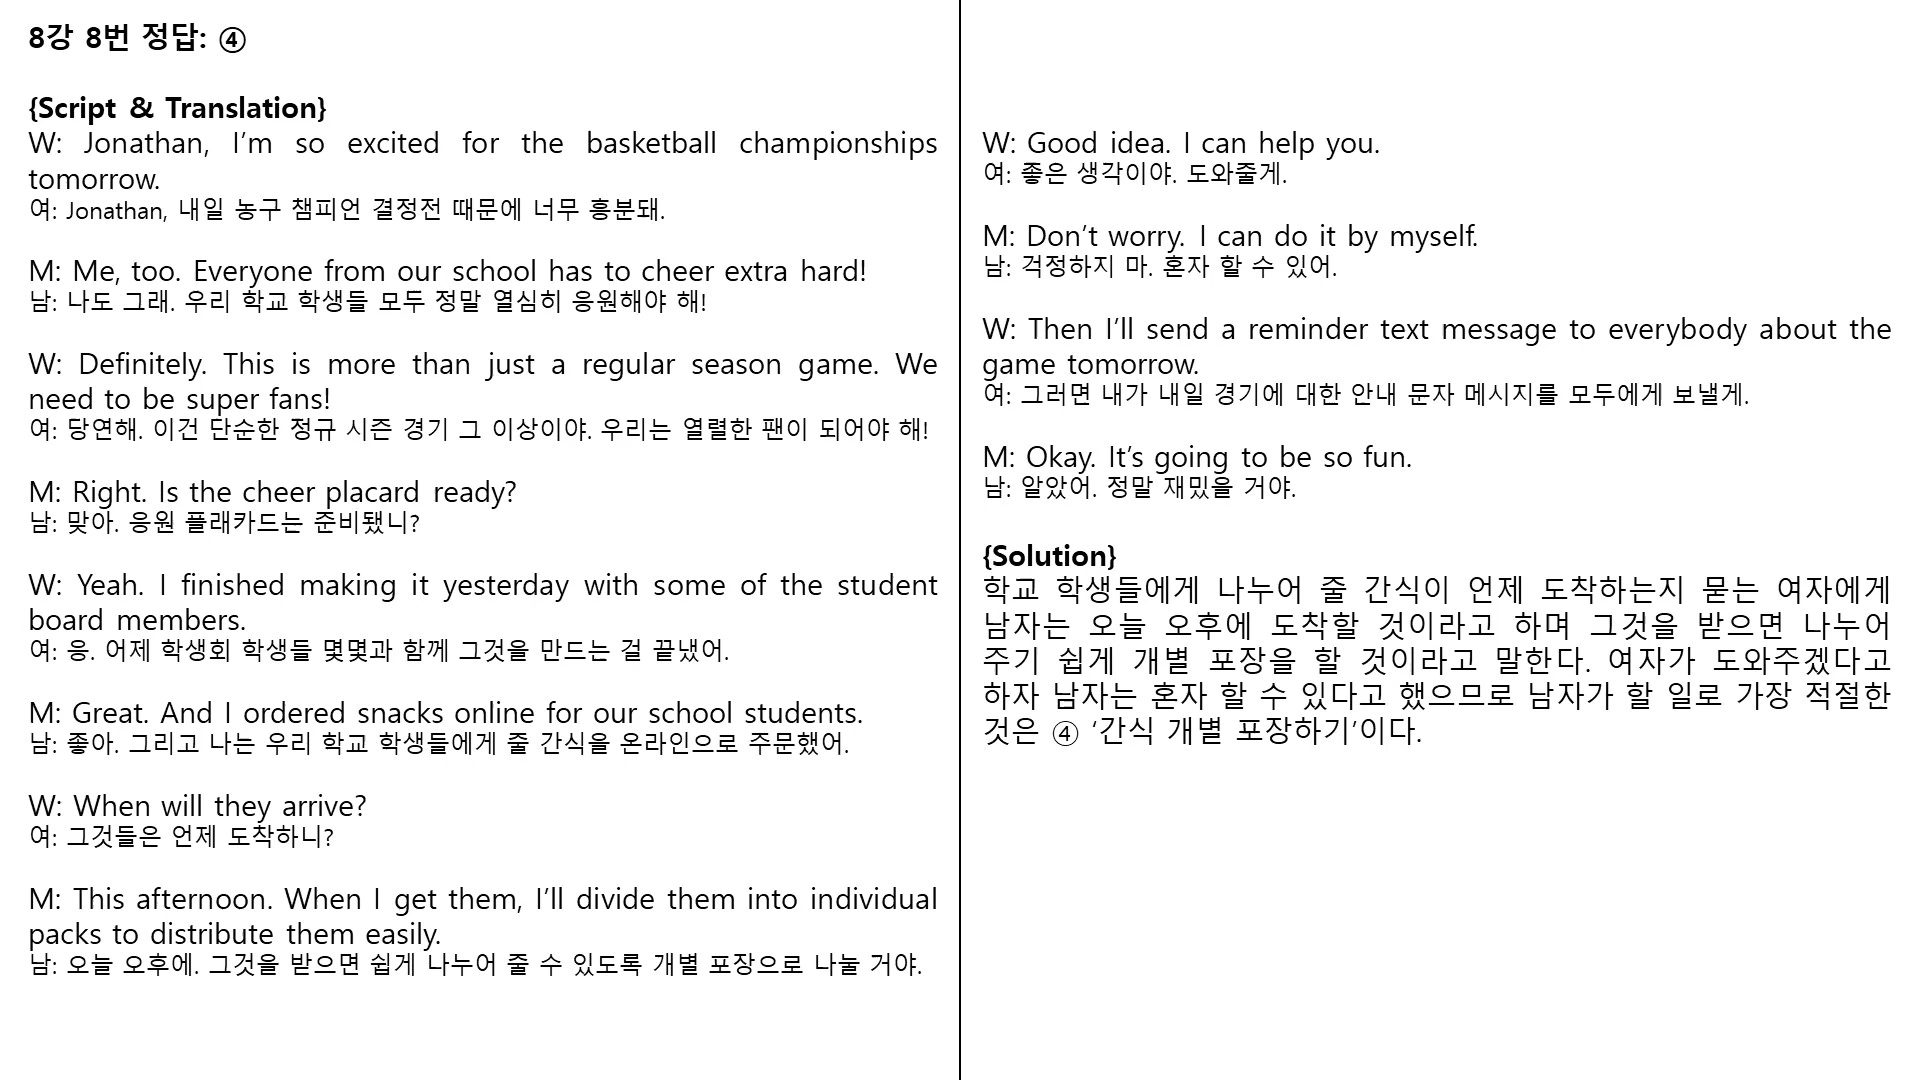 8강 8번 정답: ④
{Script & Translation}
W: Jonathan, I’m so excited for the basketball championships
tomorrow.
여: Jonathan, 내일 농구 챔피언 결정전 때문에 너무 흥분돼.
M: Me, too. Everyone from our school has to cheer extra hard!
남: 나도 그래. 우리 학교 학생들 모두 정말 열심히 응원해야 해!
W: Definitely. This is more than just a regular season game. We
need to be super fans!
여: 당연해. 이건 단순한 정규 시즌 경기 그 이상이야. 우리는 열렬한 팬이 되어야 해!
M: Right. Is the cheer placard ready?
남: 맞아. 응원 플래카드는 준비됐니?
W: Yeah. I finished making it yesterday with some of the student
board members.
여: 응. 어제 학생회 학생들 몇몇과 함께 그것을 만드는 걸 끝냈어.
M: Great. And I ordered snacks online for our school students.
남: 좋아. 그리고 나는 우리 학교 학생들에게 줄 간식을 온라인으로 주문했어.
W: When will they arrive?
여: 그것들은 언제 도착하니?
M: This afternoon. When I get them, I’ll divide them into individual
packs to distribute them easily.
남: 오늘 오후에. 그것을 받으면 쉽게 나누어 줄 수 있도록 개별 포장으로 나눌 거야.
W: Good idea. I can help you.
여: 좋은 생각이야. 도와줄게.
M: Don’t worry. I can do it by myself.
남: 걱정하지 마. 혼자 할 수 있어.
W: Then I’ll send a reminder text message to everybody about the
game tomorrow.
여: 그러면 내가 내일 경기에 대한 안내 문자 메시지를 모두에게 보낼게.
M: Okay. It’s going to be so fun.
남: 알았어. 정말 재밌을 거야.
{Solution}
학교 학생들에게 나누어 줄 간식이 언제 도착하는지 묻는 여자에게
남자는 오늘 오후에 도착할 것이라고 하며 그것을 받으면 나누어
주기 쉽게 개별 포장을 할 것이라고 말한다. 여자가 도와주겠다고
하자 남자는 혼자 할 수 있다고 했으므로 남자가 할 일로 가장 적절한
것은 ④ ‘간식 개별 포장하기’이다.